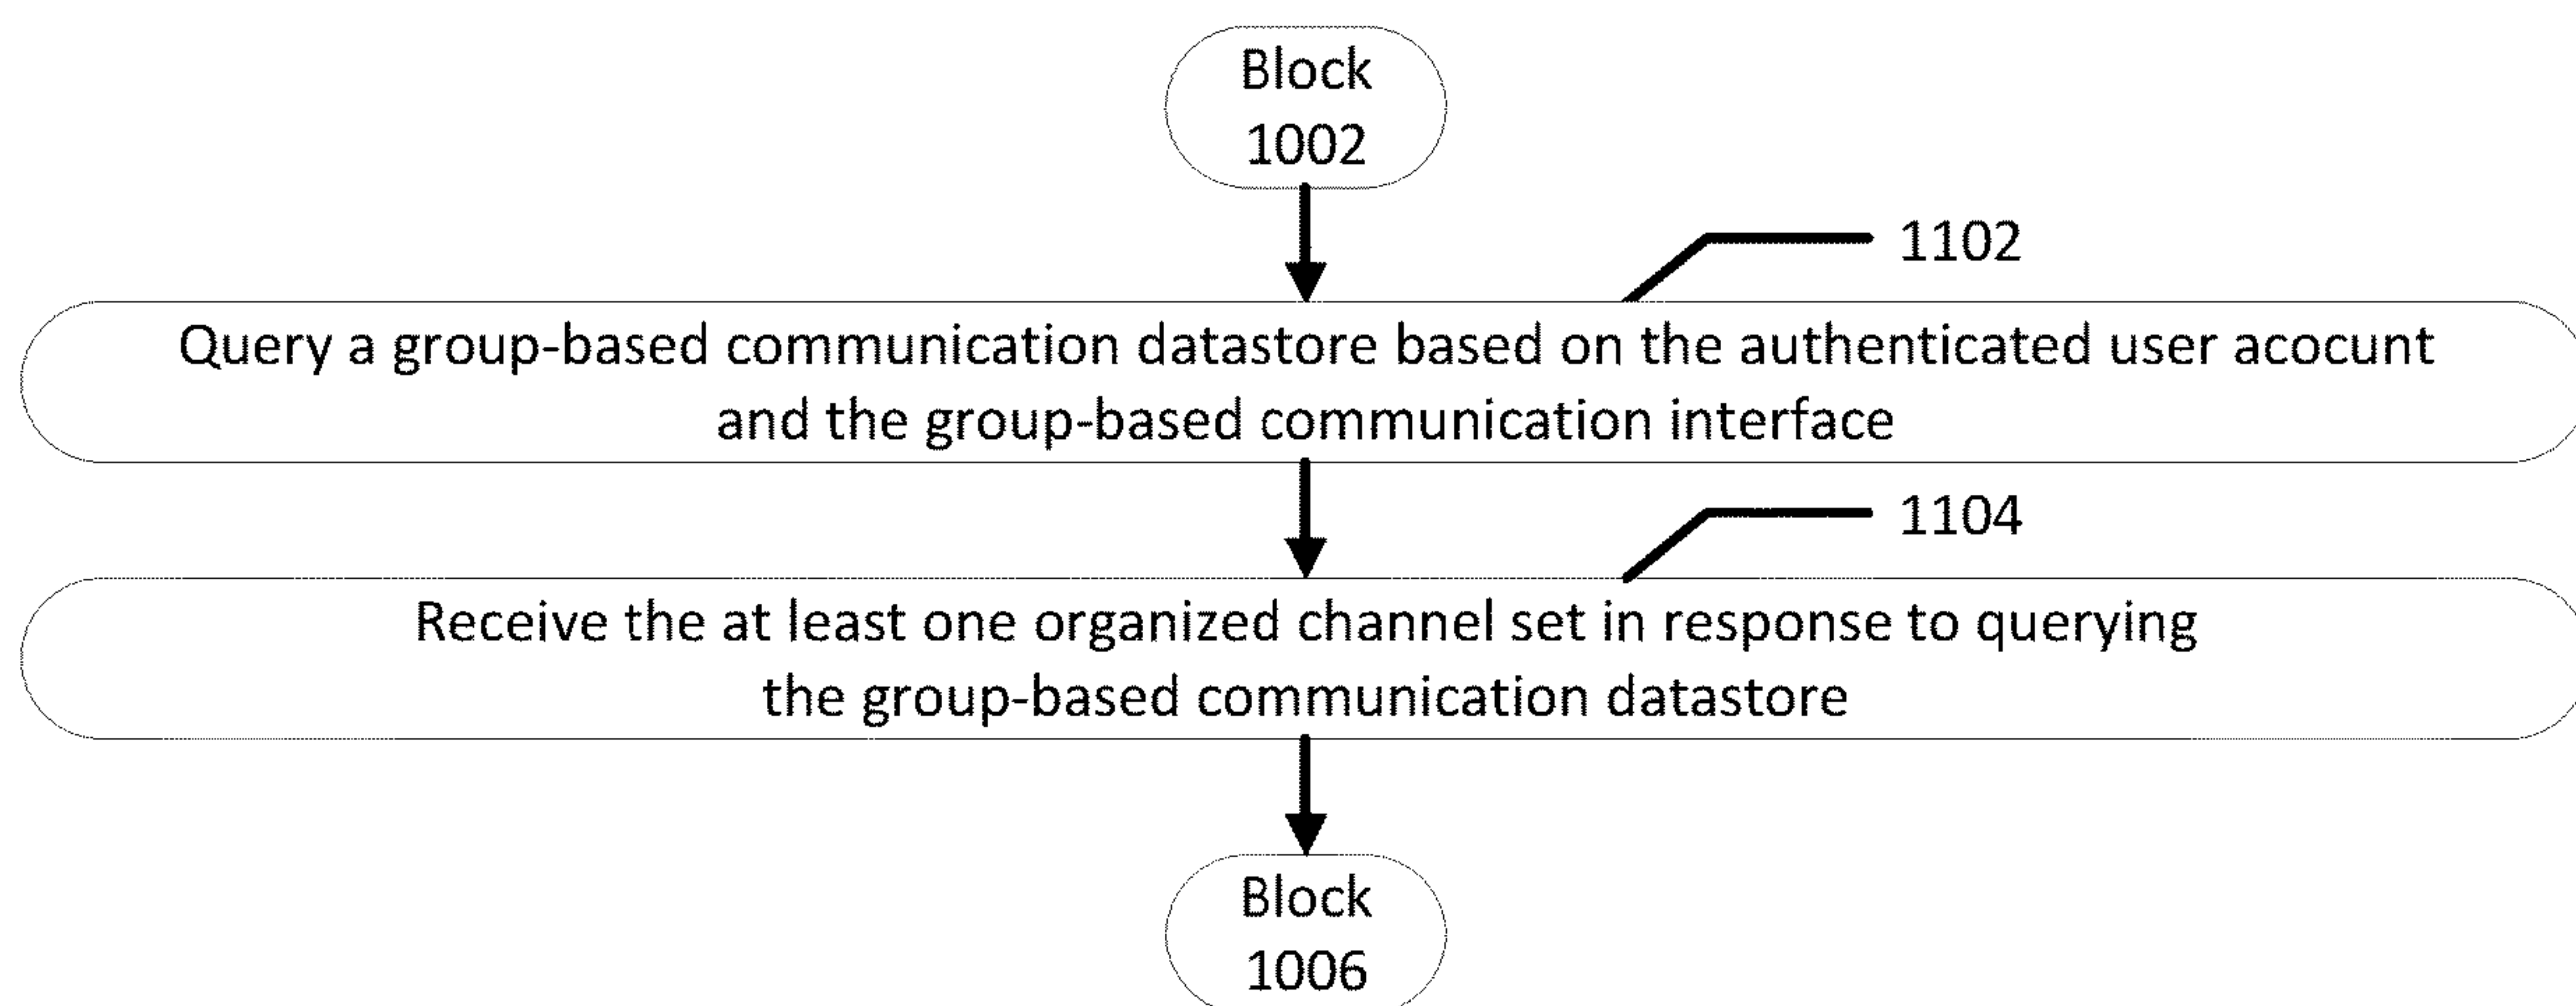 Block
1002
1102
Query a group-based communication datastore based on the authenticated user acocunt
and the group-based communication interface
1104
Receive the at least one organized channel set in response to querying
the group-based communication datastore
Block
1006